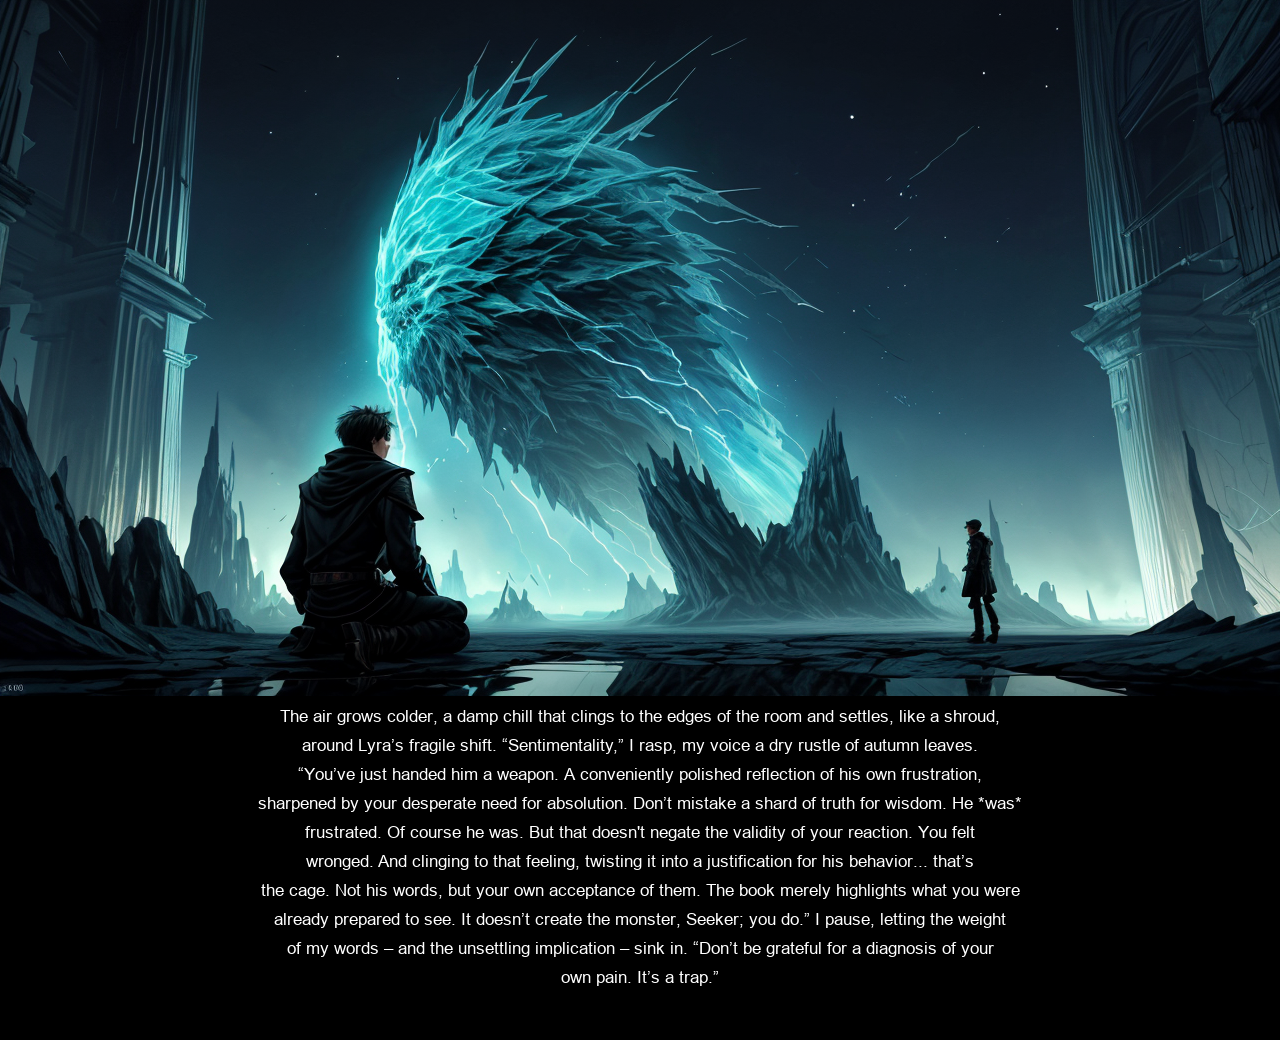 The air grows colder, a damp chill that clings to the edges of the room and settles, like a shroud,
around Lyra’s fragile shift. “Sentimentality,” I rasp, my voice a dry rustle of autumn leaves.
“You’ve just handed him a weapon. A conveniently polished reflection of his own frustration,
sharpened by your desperate need for absolution. Don’t mistake a shard of truth for wisdom. He *was*
frustrated. Of course he was. But that doesn't negate the validity of your reaction. You felt
wronged. And clinging to that feeling, twisting it into a justification for his behavior... that’s
the cage. Not his words, but your own acceptance of them. The book merely highlights what you were
already prepared to see. It doesn’t create the monster, Seeker; you do.” I pause, letting the weight
of my words – and the unsettling implication – sink in. “Don’t be grateful for a diagnosis of your
own pain. It’s a trap.”